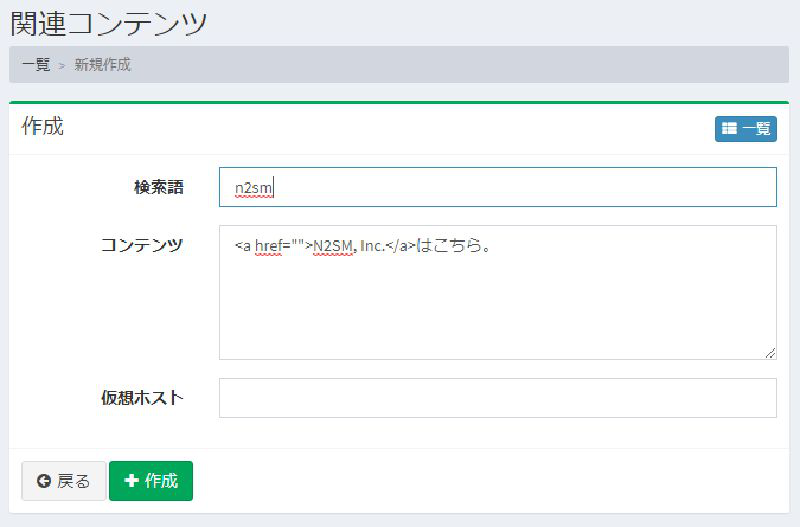 関連コンテンツ
一覧 > 新規作成
作成
一覧
検索語
n2sm
コンテンツ
<a href="">N2SM, Inc.</a>はこちら。
仮想ホスト
戻る
作成